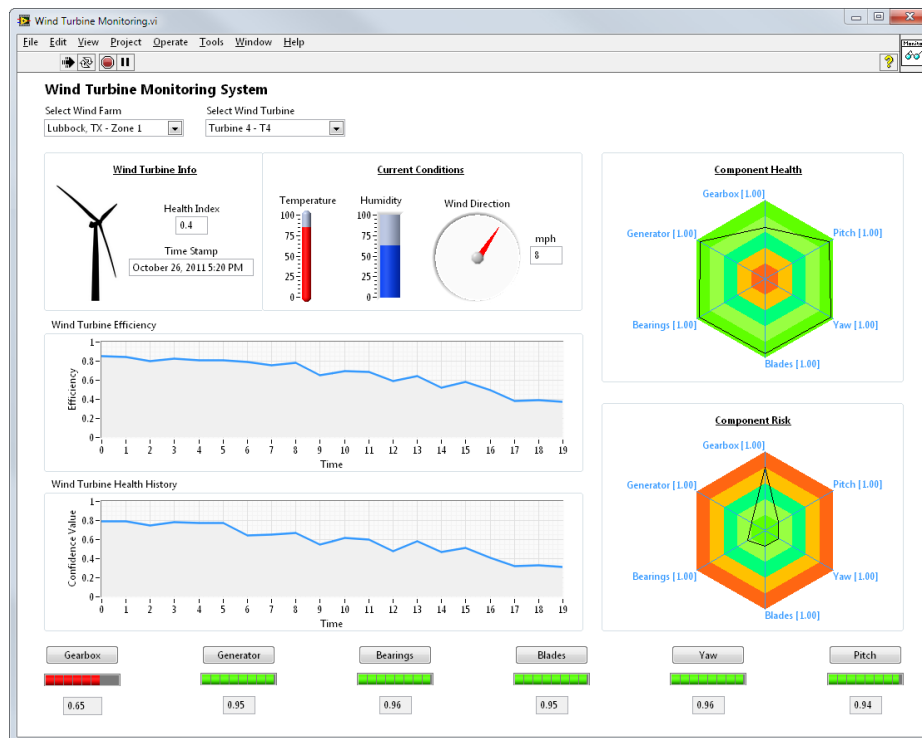 Wind Turbine Monitoring.vi
File Edit View Project Operate Tools Window Help
Wind Turbine Monitoring System
Select Wind Farm Select Wind Turbine
Lubbock, TX - Zone 1 Turbine 4 - T4
Wind Turbine Info
Health Index
0.4
Time Stamp
October 26, 2011 5:20 PM
Current Conditions
Temperature Humidity Wind Direction
100 100
75 75
50 50
25 25
0 0
mph
8
Component Health
Gearbox [1.00]
Generator [1.00] Pitch [1.00]
Bearings [1.00] Yaw [1.00]
Blades [1.00]
Wind Turbine Efficiency
1
0.8
0.6
0.4
0.2
0
Efficiency
0 1 2 3 4 5 6 7 8 9 10 11 12 13 14 15 16 17 18 19
Time
Component Risk
Gearbox [1.00]
Generator [1.00] Pitch [1.00]
Bearings [1.00] Yaw [1.00]
Blades [1.00]
Wind Turbine Health History
1
0.8
0.6
0.4
0.2
0
Confidence Value
0 1 2 3 4 5 6 7 8 9 10 11 12 13 14 15 16 17 18 19
Time
Gearbox Generator Bearings Blades Yaw Pitch
0.65 0.95 0.96 0.95 0.96 0.94